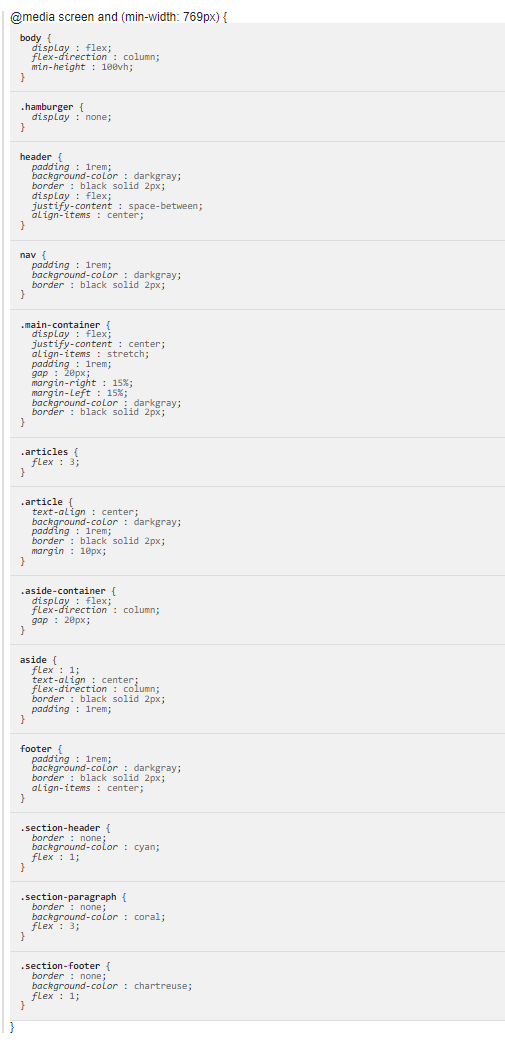 @media screen and (min-width: 769px) {
body {
display : flex;
flex-direction : column;
min-height : 100vh;
}
.hamburger {
display : none;
}
header {
padding : 1rem;
background-color : darkgray;
border : black solid 2px;
display : flex;
justify-content : space-between;
align-items : center;
}
nav {
padding : 1rem;
background-color : darkgray;
border : black solid 2px;
}
.main-container {
display : flex;
justify-content : center;
align-items : stretch;
padding : 1rem;
gap : 20px;
margin-right : 15%;
margin-left : 15%;
background-color : darkgray;
border : black solid 2px;
}
.articles {
flex : 3;
}
.article {
text-align : center;
background-color : darkgray;
padding : 1rem;
border : black solid 2px;
margin : 10px;
}
.aside-container {
display : flex;
flex-direction : column;
gap : 20px;
}
aside {
flex : 1;
text-align : center;
flex-direction : column;
border : black solid 2px;
padding : 1rem;
}
footer {
padding : 1rem;
background-color : darkgray;
border : black solid 2px;
align-items : center;
}
.section-header {
border : none;
background-color : cyan;
flex : 1;
}
.section-paragraph {
border : none;
background-color : coral;
flex : 3;
}
.section-footer {
border : none;
background-color : chartreuse;
flex : 1;
}
}